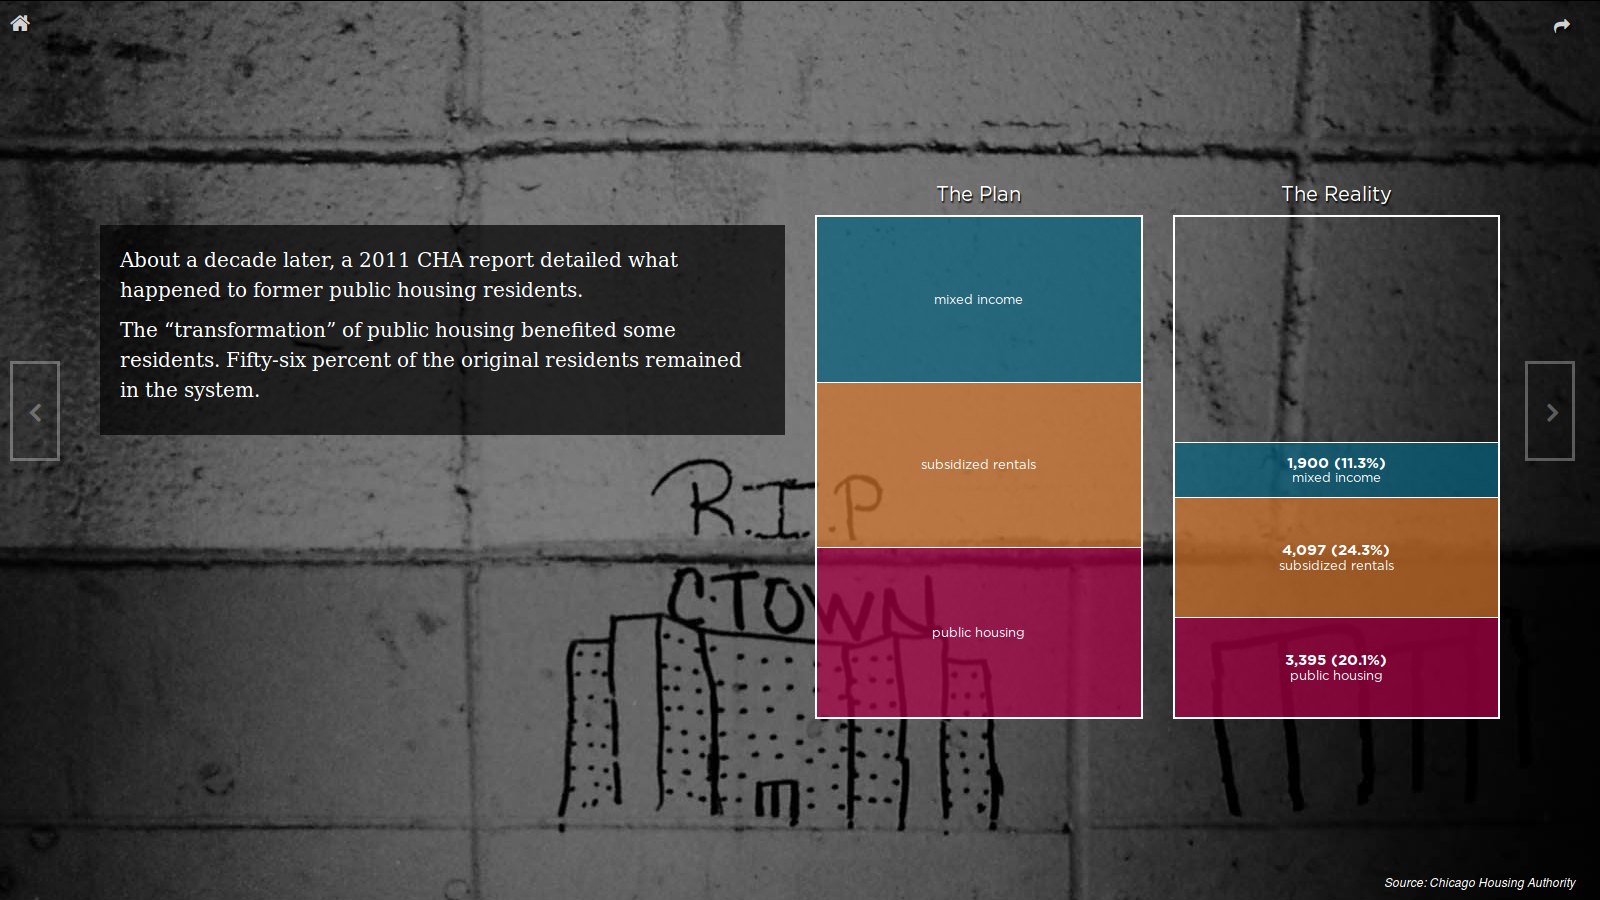 The Plan
The Reality
About a decade later, a 2011 CHA report detailed what
happened to former public housing residents.
The “transformation” of public housing benefited some
residents. Fifty-six percent of the original residents remained
in the system.
mixed income
subsidized rentals
public housing
1,900 (11.3%)
mixed income
4,097 (24.3%)
subsidized rentals
3,395 (20.1%)
public housing
R.I.P
C.TOWN
Source: Chicago Housing Authority